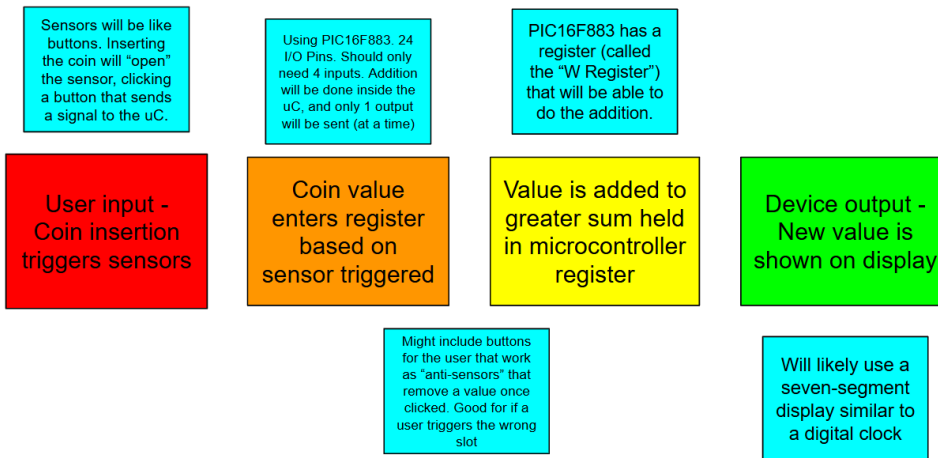 Sensors will be like
buttons. Inserting
the coin will “open”
the sensor, clicking
a button that sends
a signal to the uC.
Using PIC16F883. 24
I/O Pins. Should only
need 4 inputs. Addition
will be done inside the
uC, and only 1 output
will be sent (at a time)
PIC16F883 has a
register (called
the “W Register”)
that will be able to
do the addition.
User input -
Coin insertion
triggers sensors
Coin value
enters register
based on
sensor triggered
Value is added to
greater sum held
in microcontroller
register
Device output -
New value is
shown on display
Might include buttons
for the user that work
as “anti-sensors” that
remove a value once
clicked. Good for if a
user triggers the wrong
slot
Will likely use a
seven-segment
display similar to
a digital clock